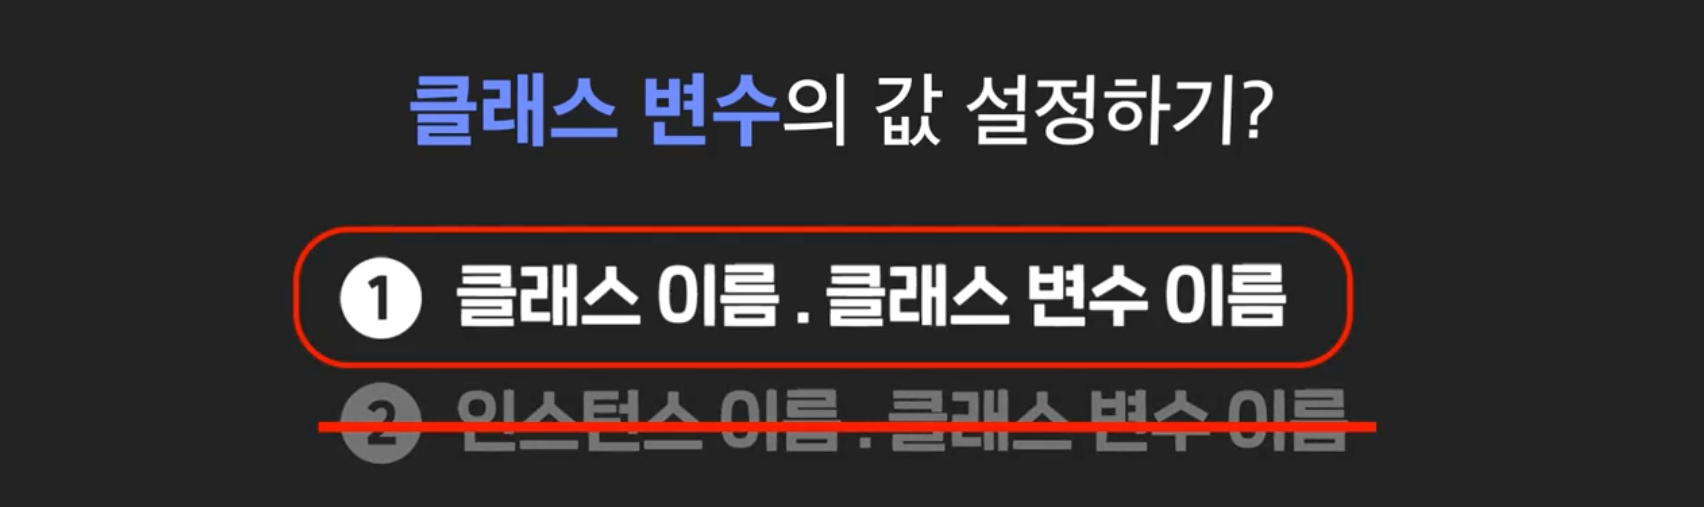 클래스 변수의 값 설정하기?
1 클래스 이름 . 클래스 변수 이름
2 인스턴스 이름 . 클래스 변수 이름